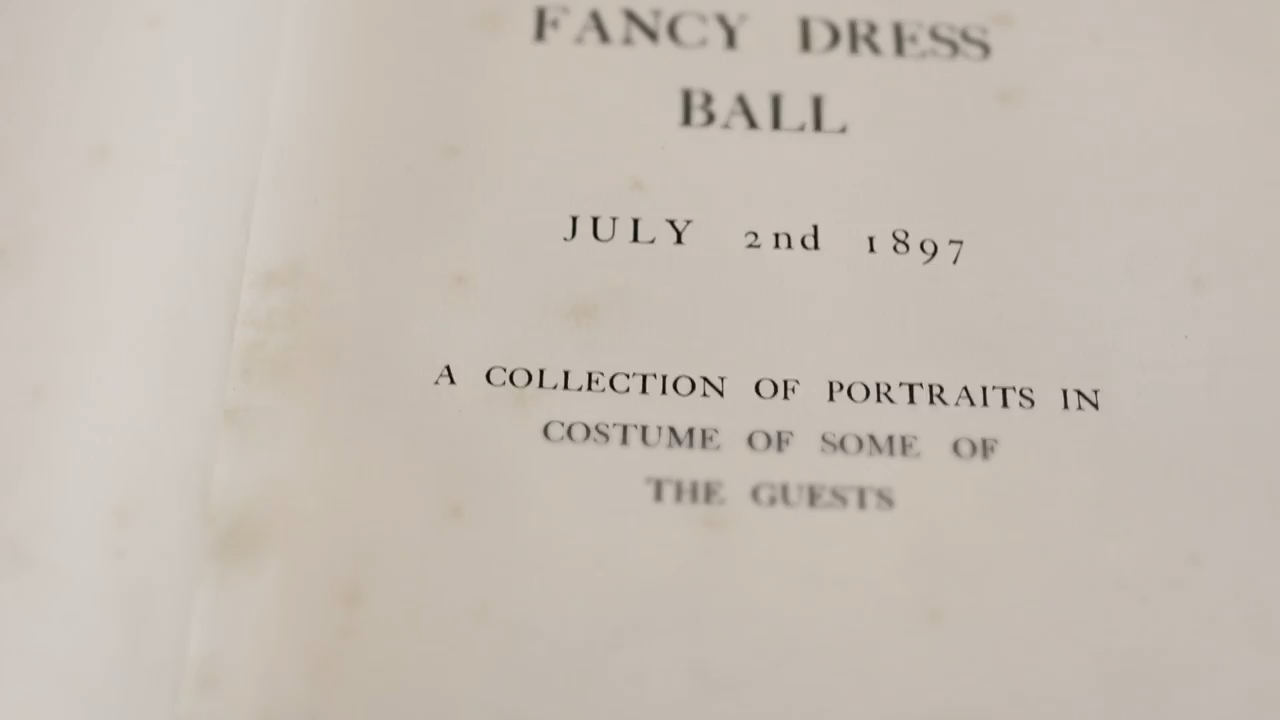 FANCY DRESS
BALL
JULY 2nd 1897
A COLLECTION OF PORTRAITS IN
COSTUME OF SOME OF
THE GUESTS